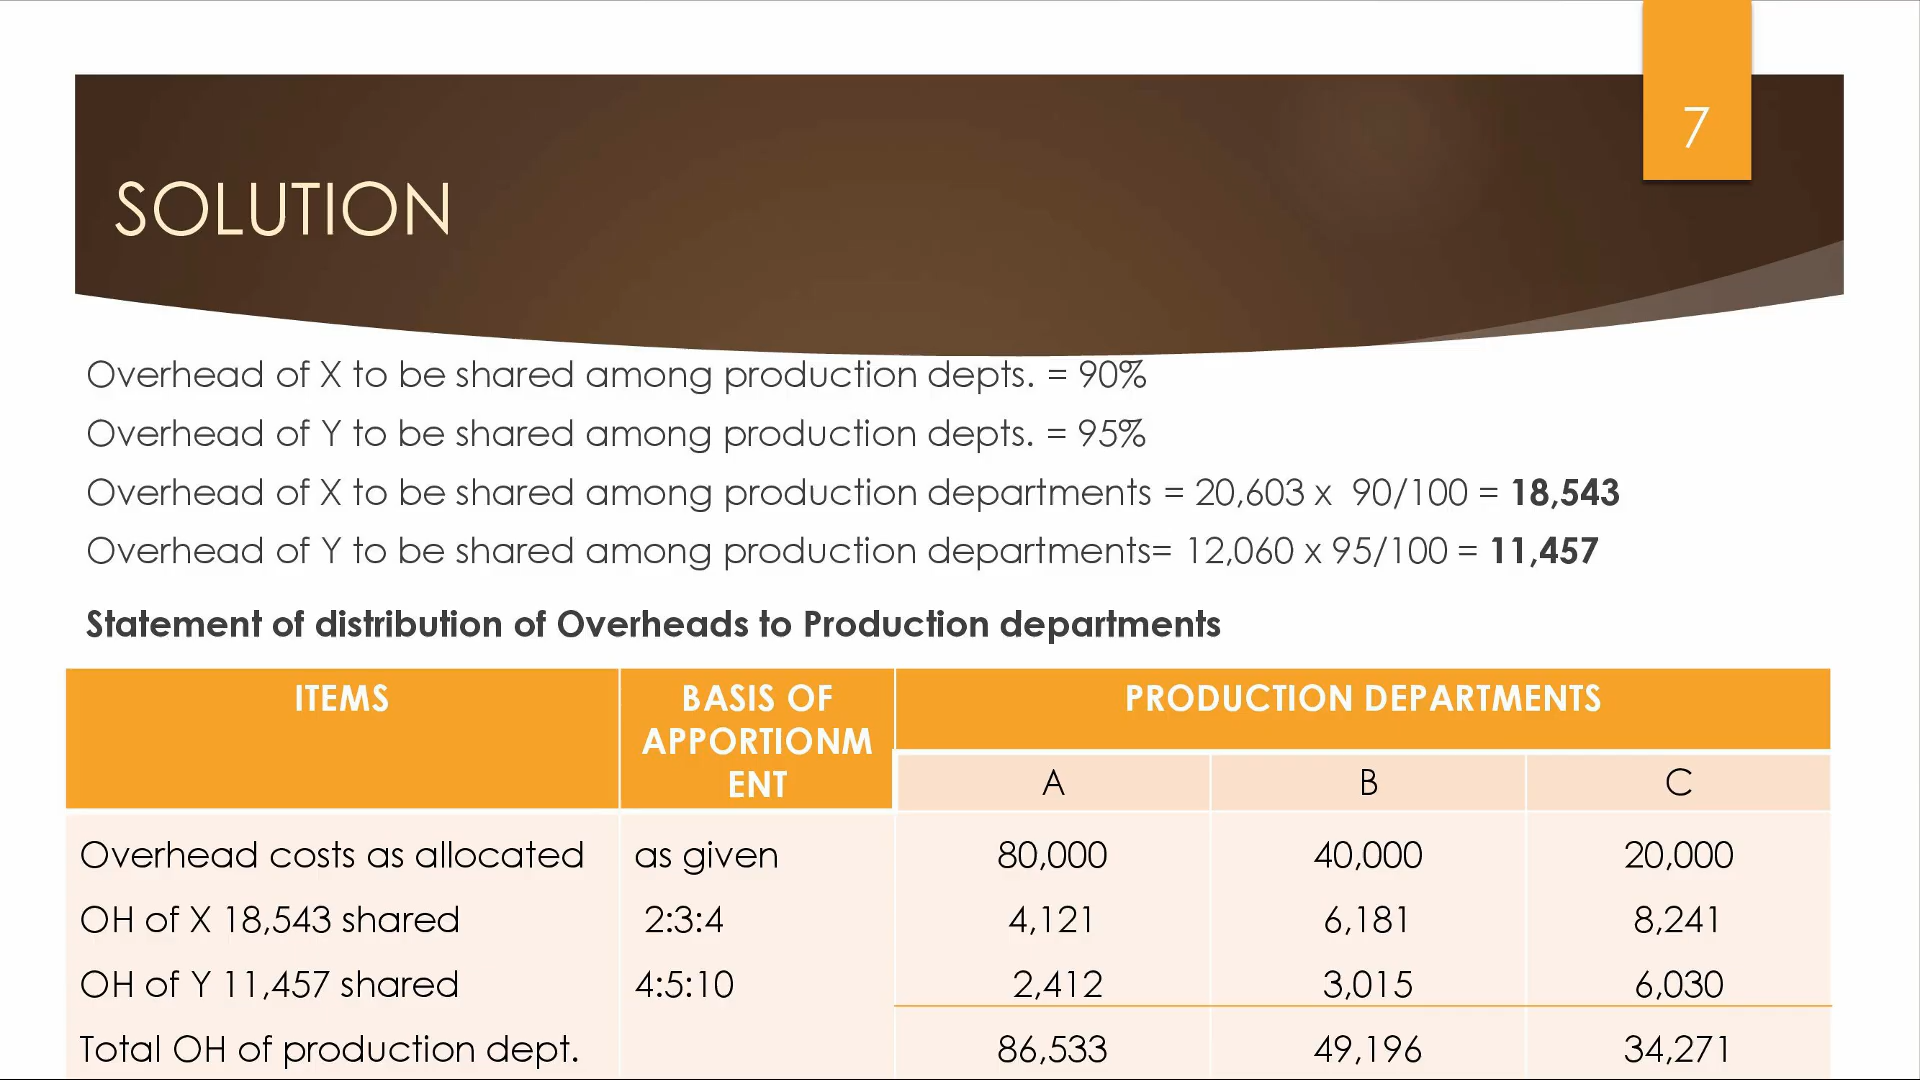 7
SOLUTION
Overhead of X to be shared among production depts. = 90%
Overhead of Y to be shared among production depts. = 95%
Overhead of X to be shared among production departments = 20,603 x  90/100 = 18,543
Overhead of Y to be shared among production departments= 12,060 x 95/100 = 11,457
Statement of distribution of Overheads to Production departments
ITEMS
BASIS OF
APPORTIONM
ENT
PRODUCTION DEPARTMENTS
A B C
Overhead costs as allocated as given 80,000 40,000 20,000
OH of X 18,543 shared 2:3:4 4,121 6,181 8,241
OH of Y 11,457 shared 4:5:10 2,412 3,015 6,030
Total OH of production dept. 86,533 49,196 34,271